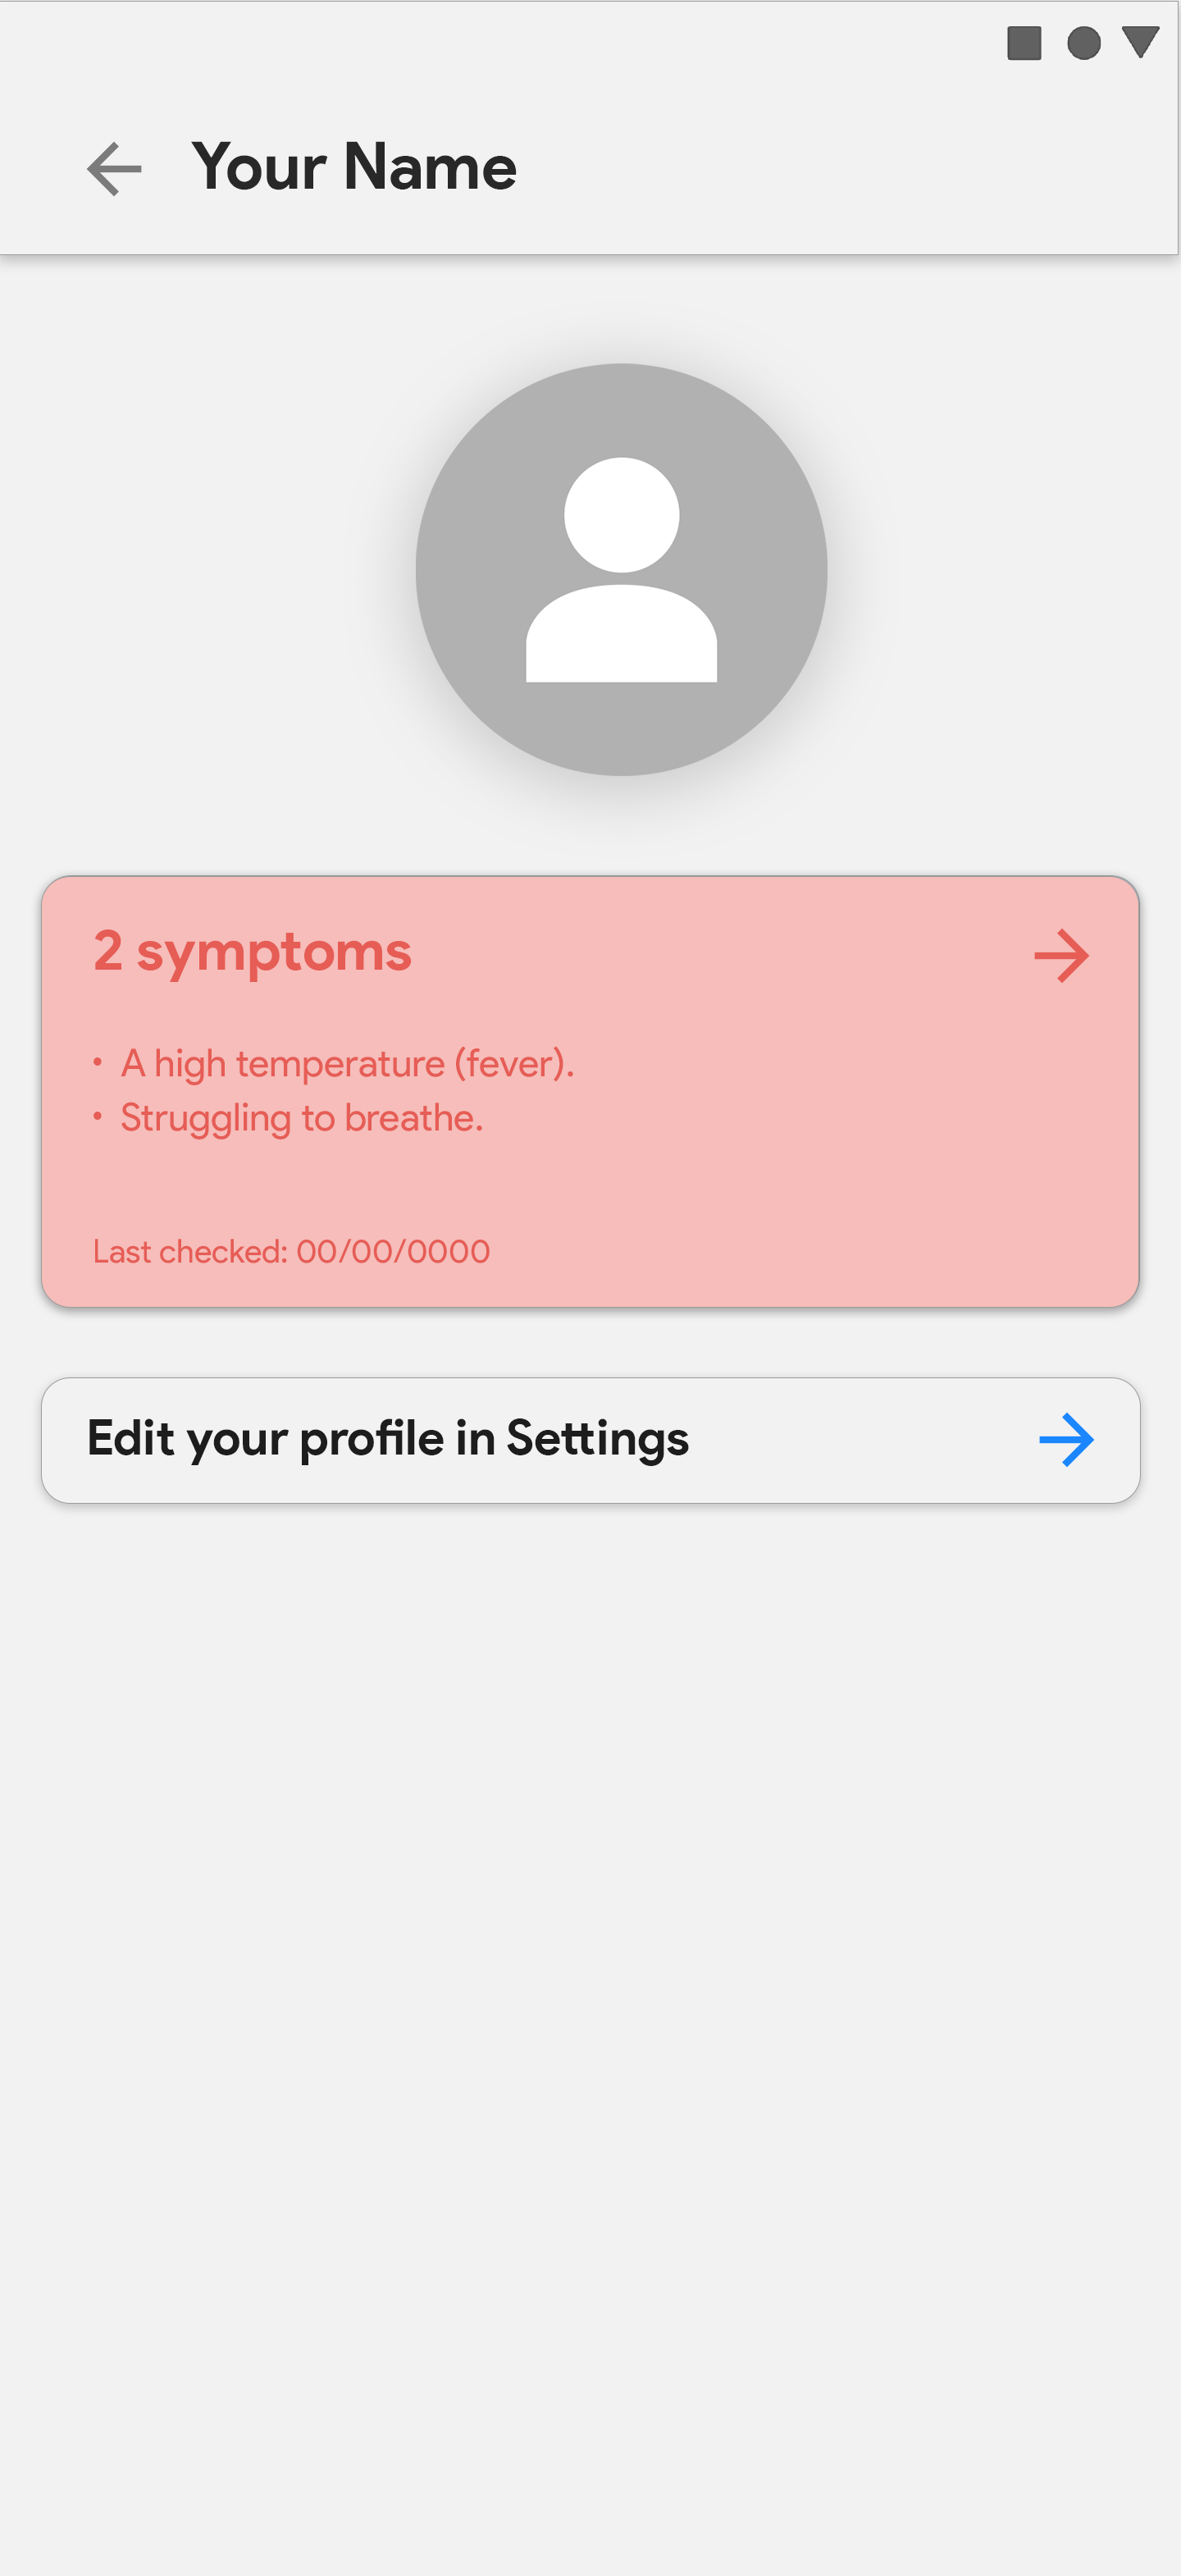 Your Name
2 symptoms
• A high temperature (fever).
• Struggling to breathe.
Last checked: 00/00/0000
Edit your profile in Settings